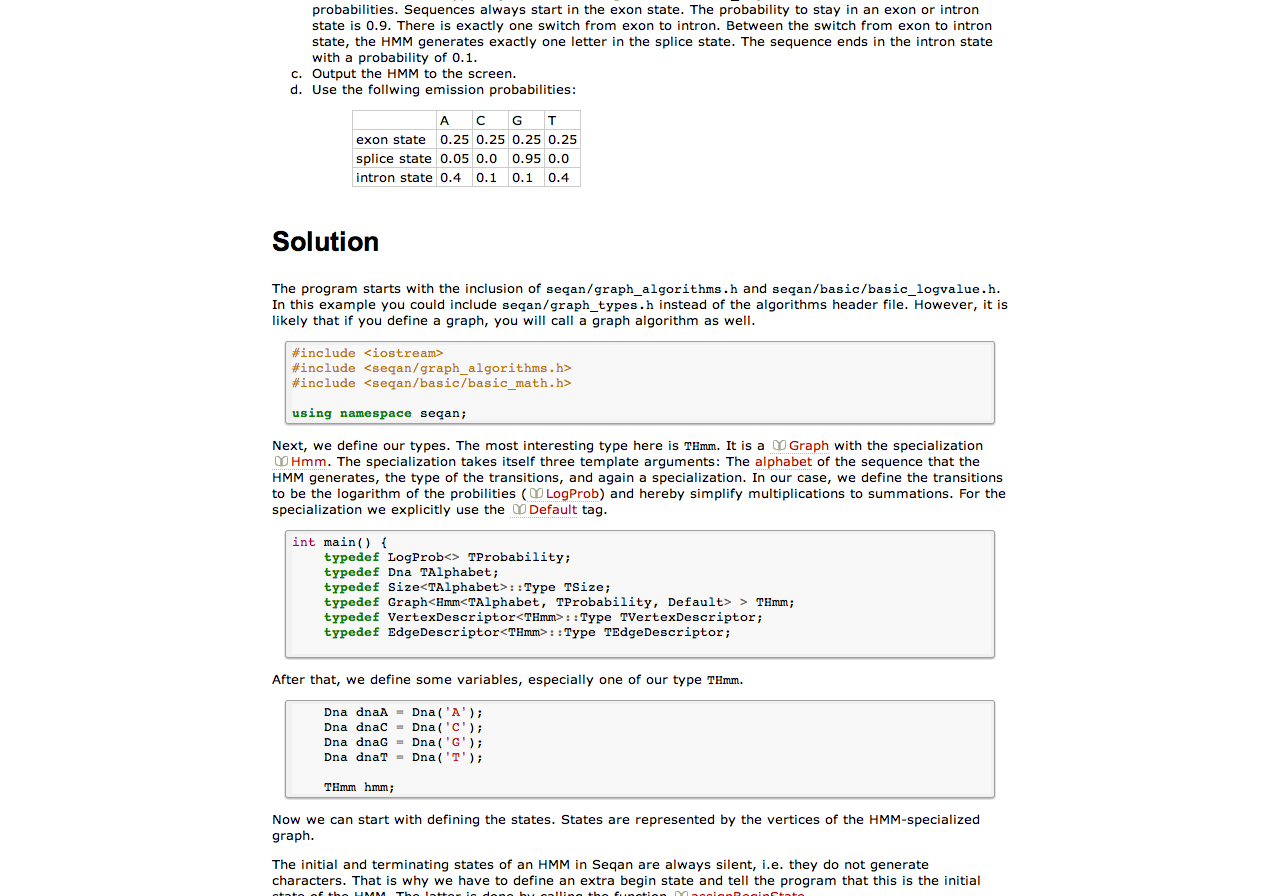 probabilities. Sequences always start in the exon state. The probability to stay in an exon or intron
state is 0.9. There is exactly one switch from exon to intron. Between the switch from exon to intron
state, the HMM generates exactly one letter in the splice state. The sequence ends in the intron state
with a probability of 0.1.
c. Output the HMM to the screen.
d. Use the follwing emission probabilities:
A C G T
exon state 0.25 0.25 0.25 0.25
splice state 0.05 0.0 0.95 0.0
intron state 0.4 0.1 0.1 0.4
Solution
The program starts with the inclusion of seqan/graph_algorithms.h and seqan/basic/basic_logvalue.h.
In this example you could include seqan/graph_types.h instead of the algorithms header file. However, it is
likely that if you define a graph, you will call a graph algorithm as well.
#include <iostream>
#include <seqan/graph_algorithms.h>
#include <seqan/basic/basic_math.h>
using namespace seqan;
Next, we define our types. The most interesting type here is THmm. It is a Graph with the specialization
Hmm. The specialization takes itself three template arguments: The alphabet of the sequence that the
HMM generates, the type of the transitions, and again a specialization. In our case, we define the transitions
to be the logarithm of the probilities ( LogProb) and hereby simplify multiplications to summations. For the
specialization we explicitly use the Default tag.
int main() {
typedef LogProb<> TProbability;
typedef Dna TAlphabet;
typedef Size<TAlphabet>::Type TSize;
typedef Graph<Hmm<TAlphabet, TProbability, Default> > THmm;
typedef VertexDescriptor<THmm>::Type TVertexDescriptor;
typedef EdgeDescriptor<THmm>::Type TEdgeDescriptor;
After that, we define some variables, especially one of our type THmm.
Dna dnaA = Dna('A');
Dna dnaC = Dna('C');
Dna dnaG = Dna('G');
Dna dnaT = Dna('T');
THmm hmm;
Now we can start with defining the states. States are represented by the vertices of the HMM-specialized
graph.
The initial and terminating states of an HMM in Seqan are always silent, i.e. they do not generate
characters. That is why we have to define an extra begin state and tell the program that this is the initial
state of the HMM. The latter is done by calling the function assignBeginState.